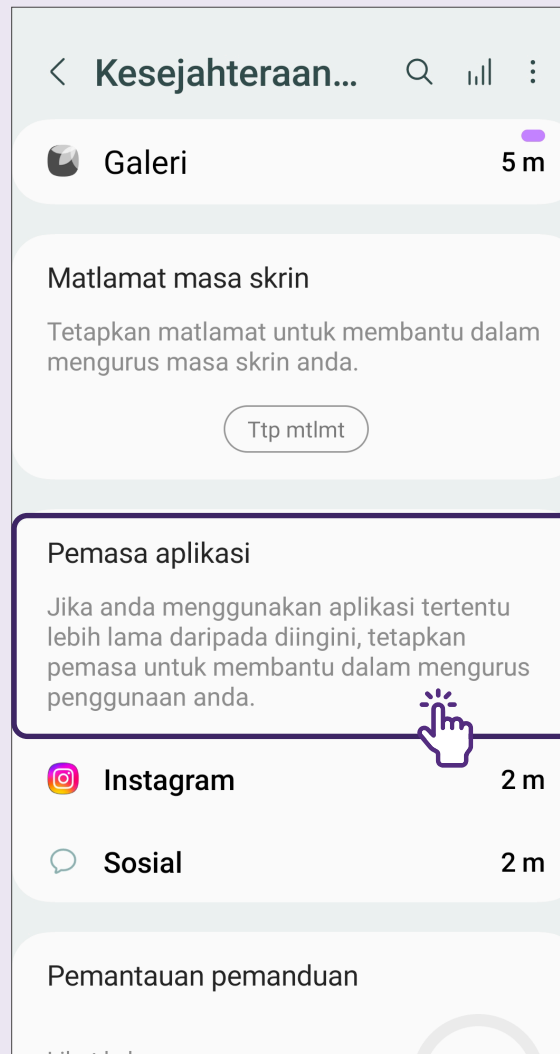 Kesejahteraan...
Galeri
5 m
Matlamat masa skrin
Tetapkan matlamat untuk membantu dalam
mengurus masa skrin anda.
Ttp mtlmt
Pemasa aplikasi
Jika anda menggunakan aplikasi tertentu
lebih lama daripada diingini, tetapkan
pemasa untuk membantu dalam mengurus
penggunaan anda.
Instagram
2 m
Sosial
2 m
Pemantauan pemanduan